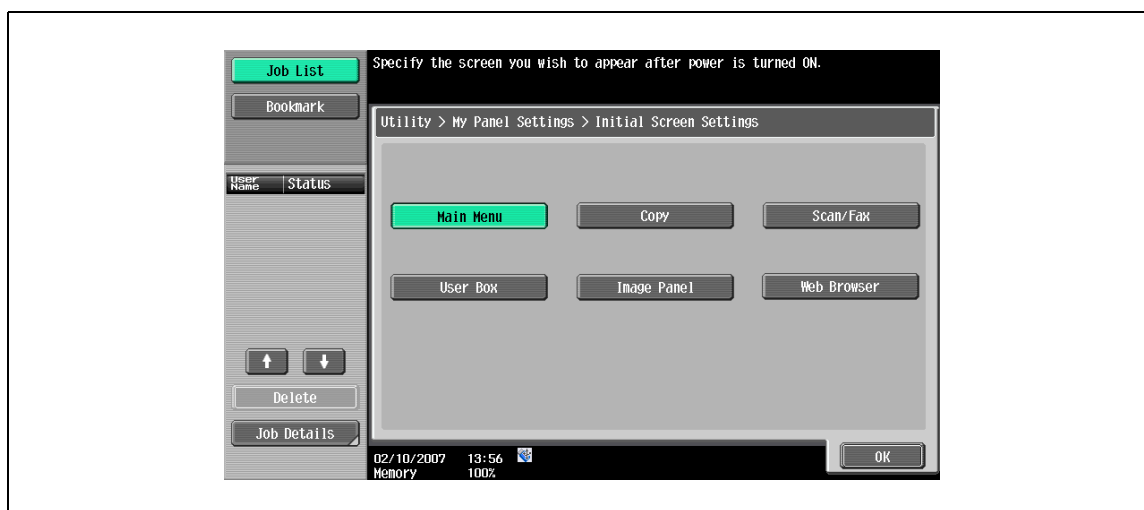 Job List
Bookmark
User Name Status
Delete
Job Details
Specify the screen you wish to appear after power is turned ON.
Utility > My Panel Settings > Initial Screen Settings
Main Menu Copy Scan/Fax
User Box Image Panel Web Browser
02/10/2007 13:56
Memory 100%
OK